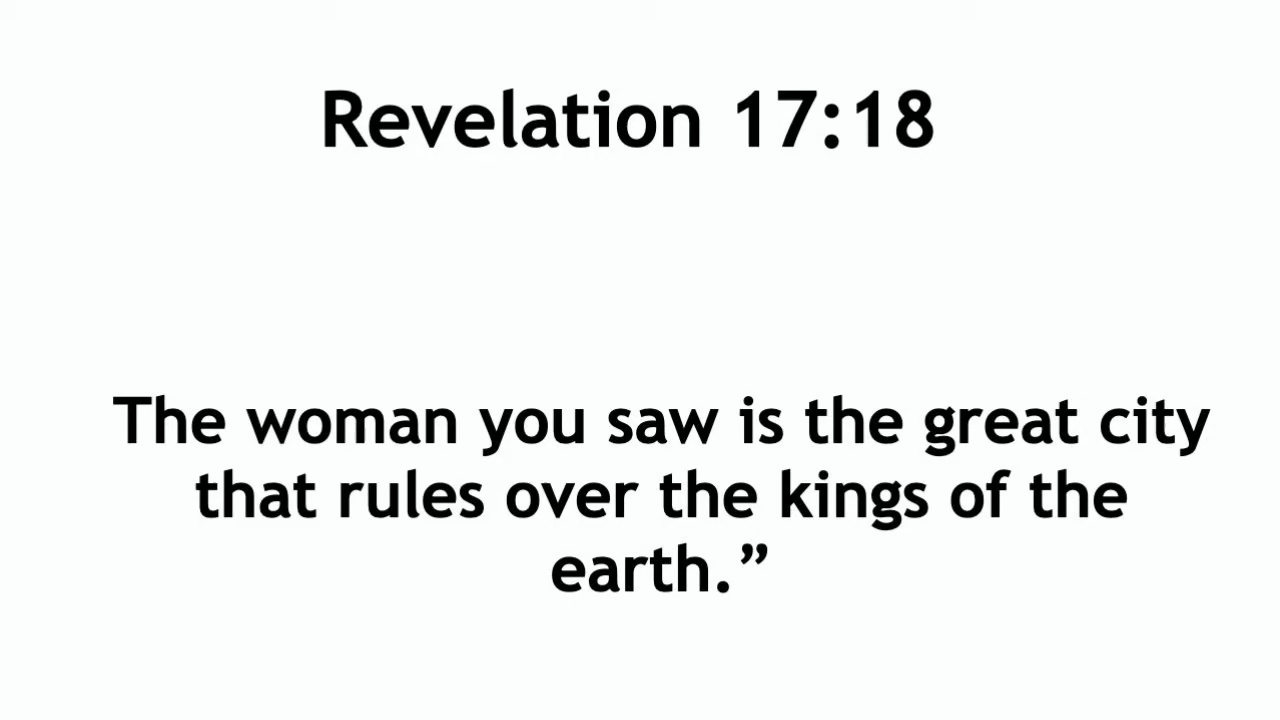 Revelation 17:18
The woman you saw is the great city
that rules over the kings of the
earth.”